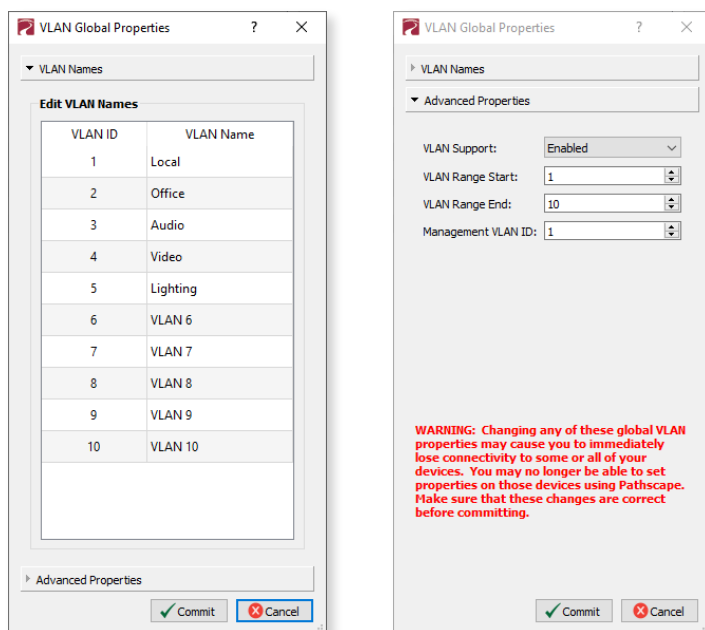 VLAN Global Properties ? ×
VLAN Names
Edit VLAN Names
VLAN ID VLAN Name
1 Local
2 Office
3 Audio
4 Video
5 Lighting
6 VLAN 6
7 VLAN 7
8 VLAN 8
9 VLAN 9
10 VLAN 10
Advanced Properties
Commit Cancel
VLAN Global Properties ? ×
VLAN Names
Advanced Properties
VLAN Support: Enabled
VLAN Range Start: 1
VLAN Range End: 10
Management VLAN ID: 1
WARNING: Changing any of these global VLAN
properties may cause you to immediately
lose connectivity to some or all of your
devices. You may no longer be able to set
properties on those devices using Pathscape.
Make sure that these changes are correct
before committing.
Commit Cancel